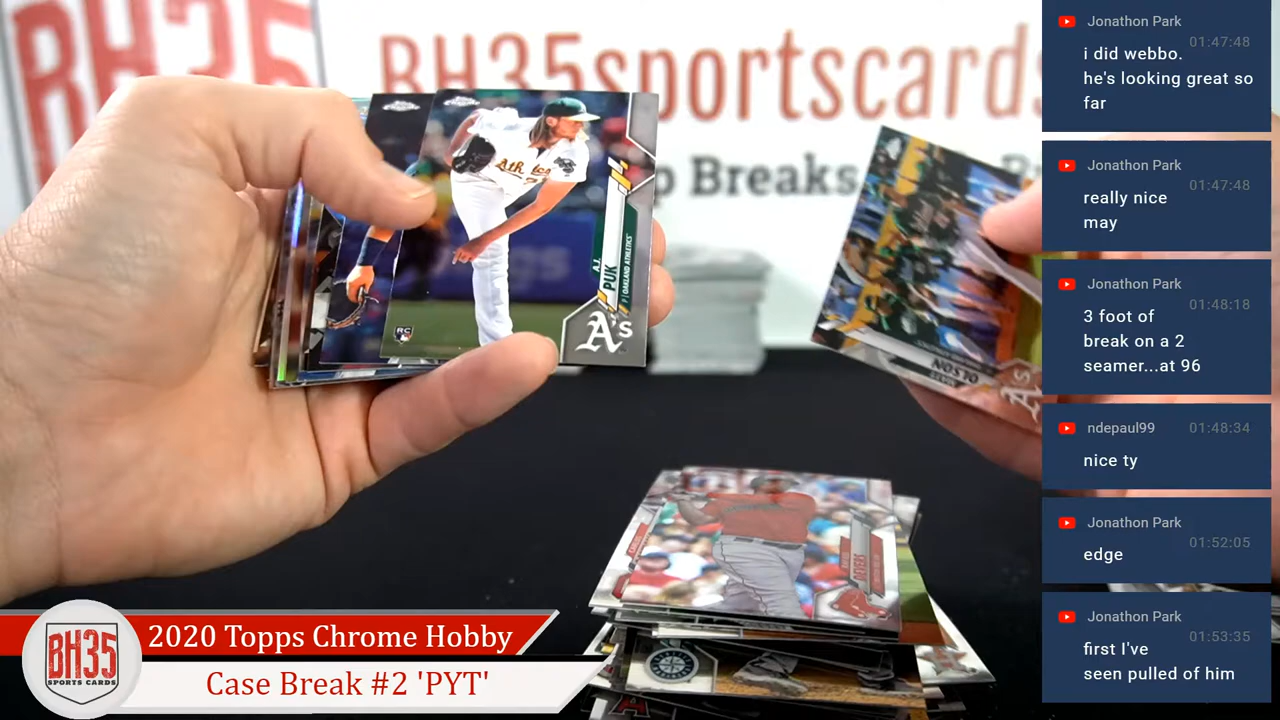 BH35
BH35sportscards
p Breaks
Athletics
A.J.
PUK
P | OAKLAND ATHLETICS
RC
A's
A's
DEVERS
BH35
SPORTS CARDS
2020 Topps Chrome Hobby
Case Break #2 'PYT'
Jonathon Park
01:47:48
i did webbo.
he's looking great so
far
Jonathon Park
01:47:48
really nice
may
Jonathon Park
01:48:18
3 foot of
break on a 2
seamer...at 96
ndepaul99
01:48:34
nice ty
Jonathon Park
01:52:05
edge
Jonathon Park
01:53:35
first I've
seen pulled of him